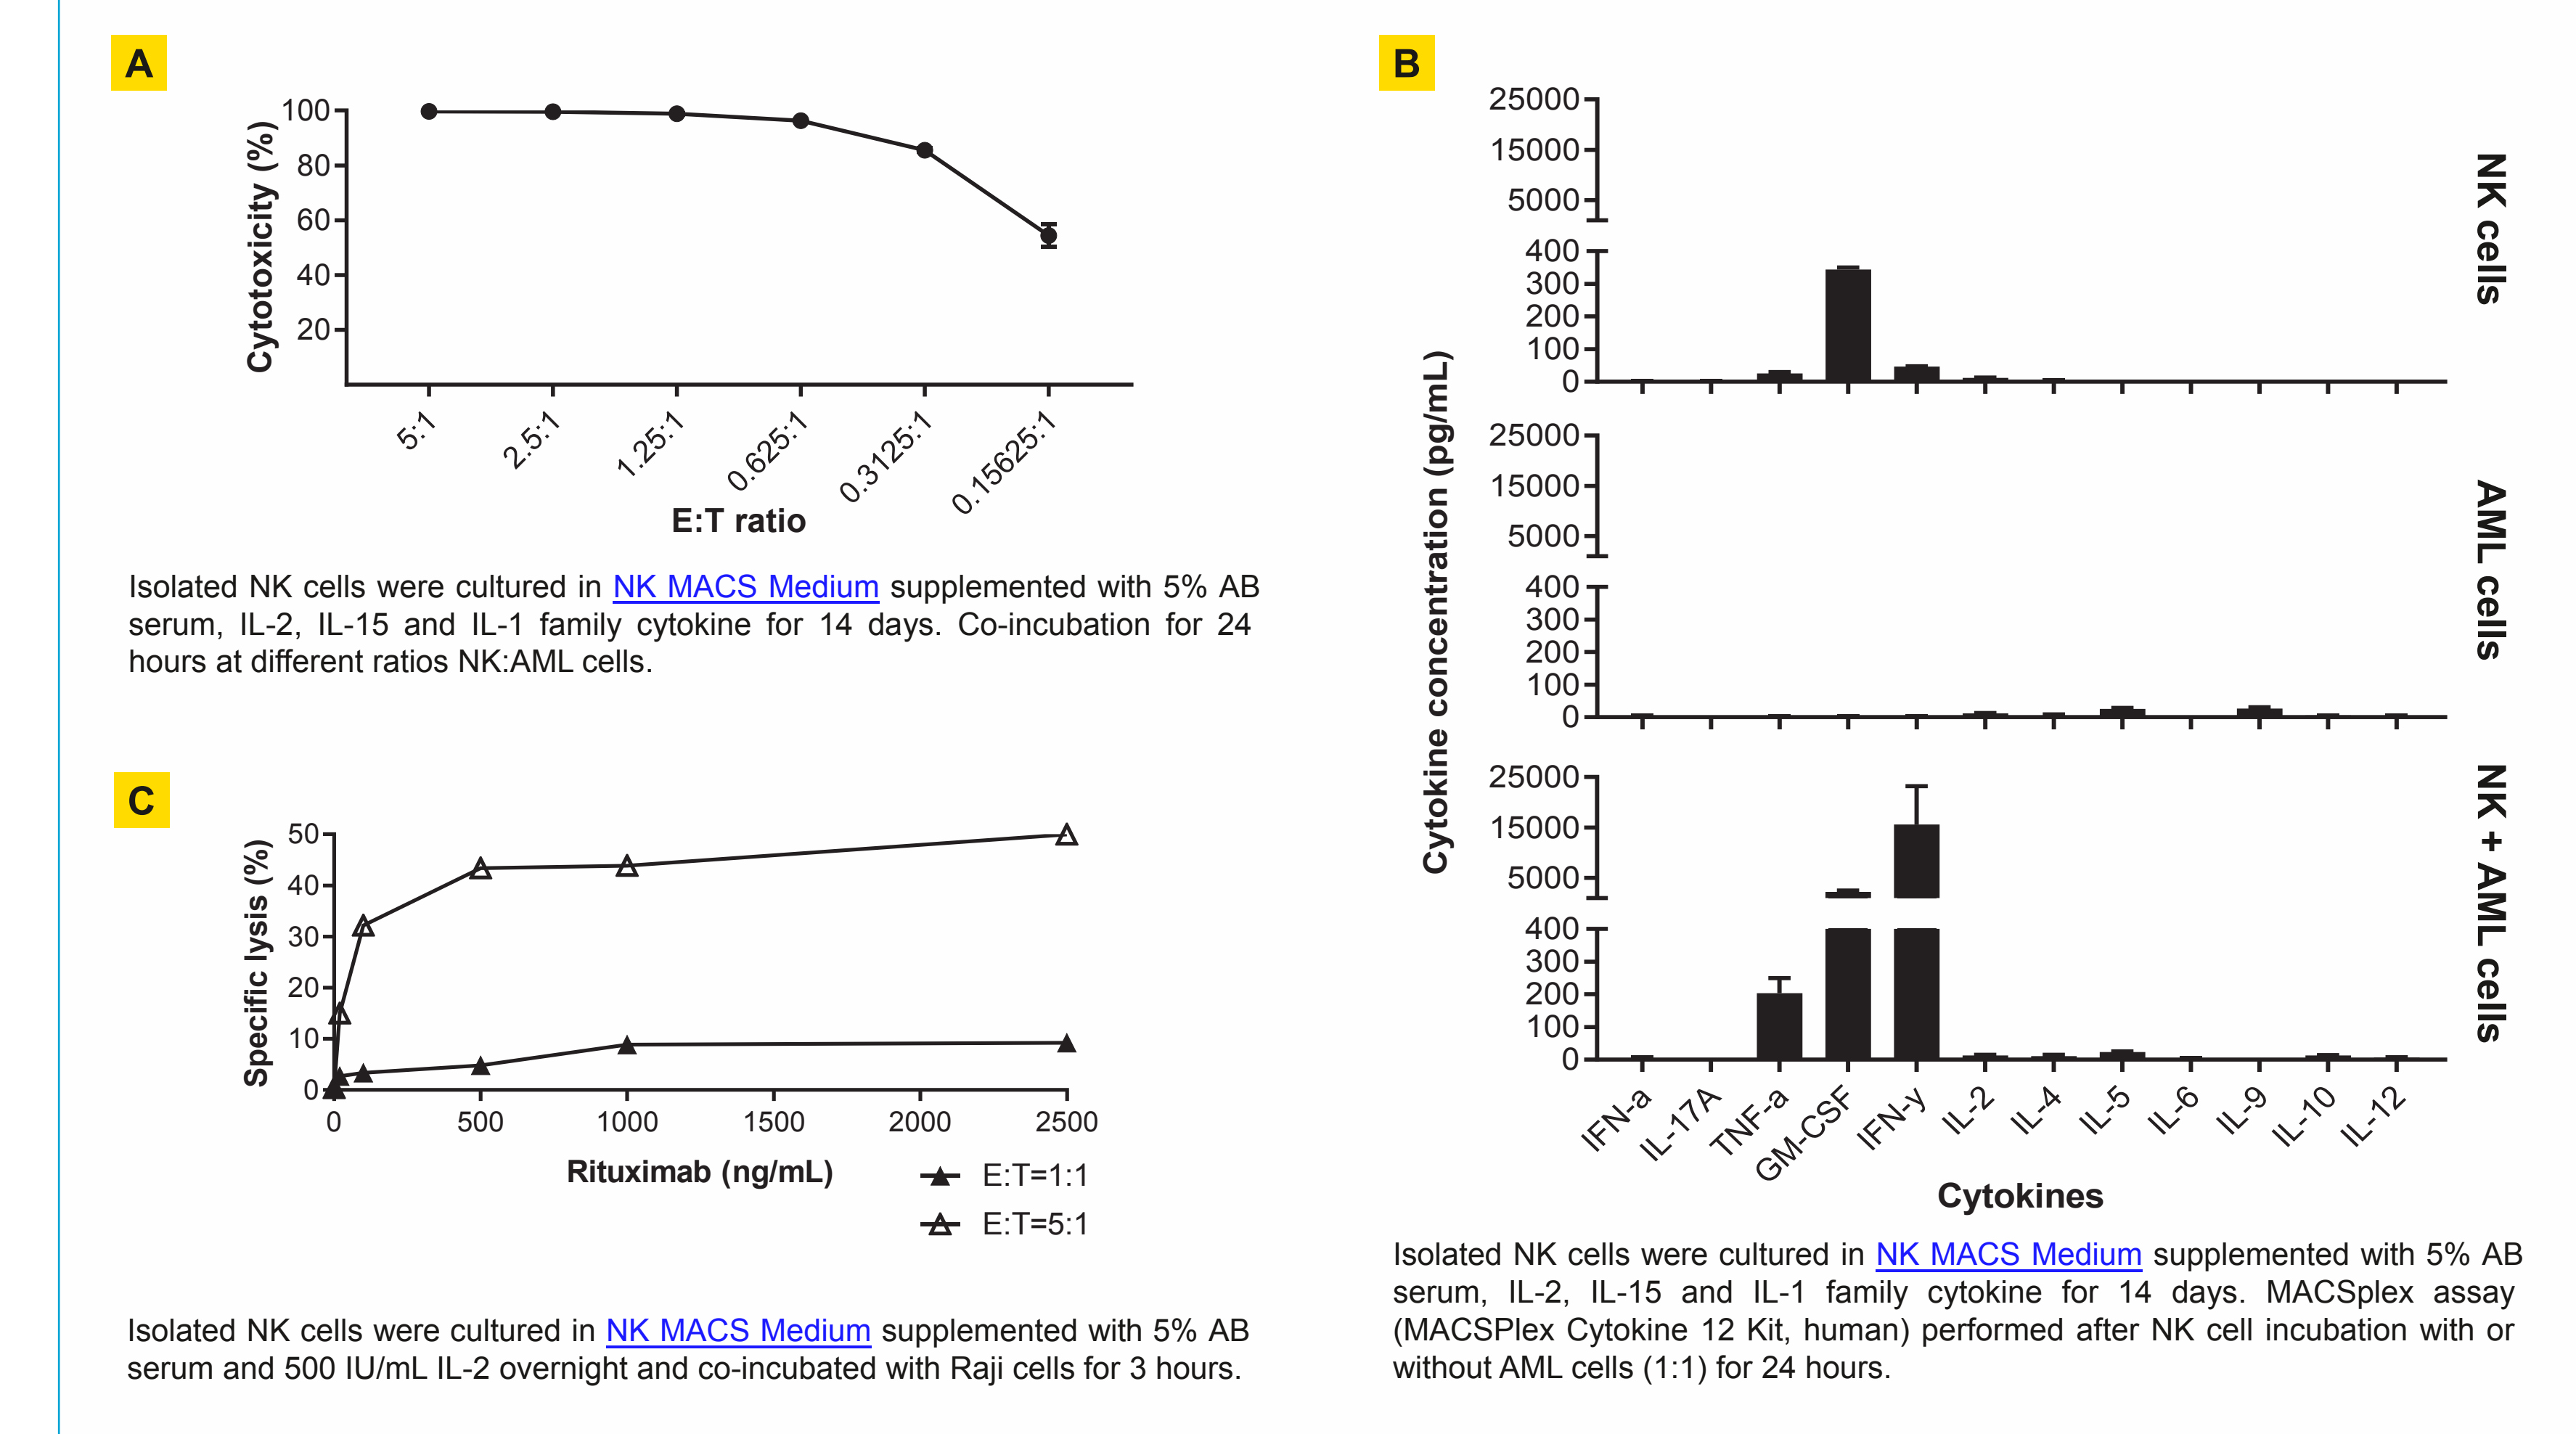 A
100
80
60
40
20
Cytotoxicity (%)
5:1
2.5:1
1.25:1
0.625:1
0.3125:1
0.15625:1
E:T ratio
Isolated NK cells were cultured in NK MACS Medium supplemented with 5% AB
serum, IL-2, IL-15 and IL-1 family cytokine for 14 days. Co-incubation for 24
hours at different ratios NK:AML cells.
C
50
40
30
20
10
0
Specific lysis (%)
0
500
1000
1500
2000
2500
Rituximab (ng/mL)
E:T=1:1
E:T=5:1
Isolated NK cells were cultured in NK MACS Medium supplemented with 5% AB
serum and 500 IU/mL IL-2 overnight and co-incubated with Raji cells for 3 hours.
B
Cytokine concentration (pg/mL)
25000
15000
5000
400
300
200
100
0
NK cells
25000
15000
5000
400
300
200
100
0
AML cells
25000
15000
5000
400
300
200
100
0
NK + AML cells
IFN-a
IL-17A
TNF-a
GM-CSF
IFN-y
IL-2
IL-4
IL-5
IL-6
IL-9
IL-10
IL-12
Cytokines
Isolated NK cells were cultured in NK MACS Medium supplemented with 5% AB
serum, IL-2, IL-15 and IL-1 family cytokine for 14 days. MACSplex assay
(MACSPlex Cytokine 12 Kit, human) performed after NK cell incubation with or
without AML cells (1:1) for 24 hours.